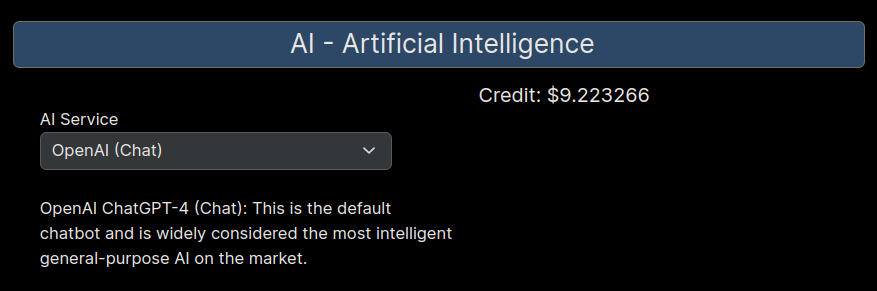 AI - Artificial Intelligence
Credit: $9.223266
AI Service
OpenAI (Chat)
OpenAI ChatGPT-4 (Chat): This is the default
chatbot and is widely considered the most intelligent
general-purpose AI on the market.